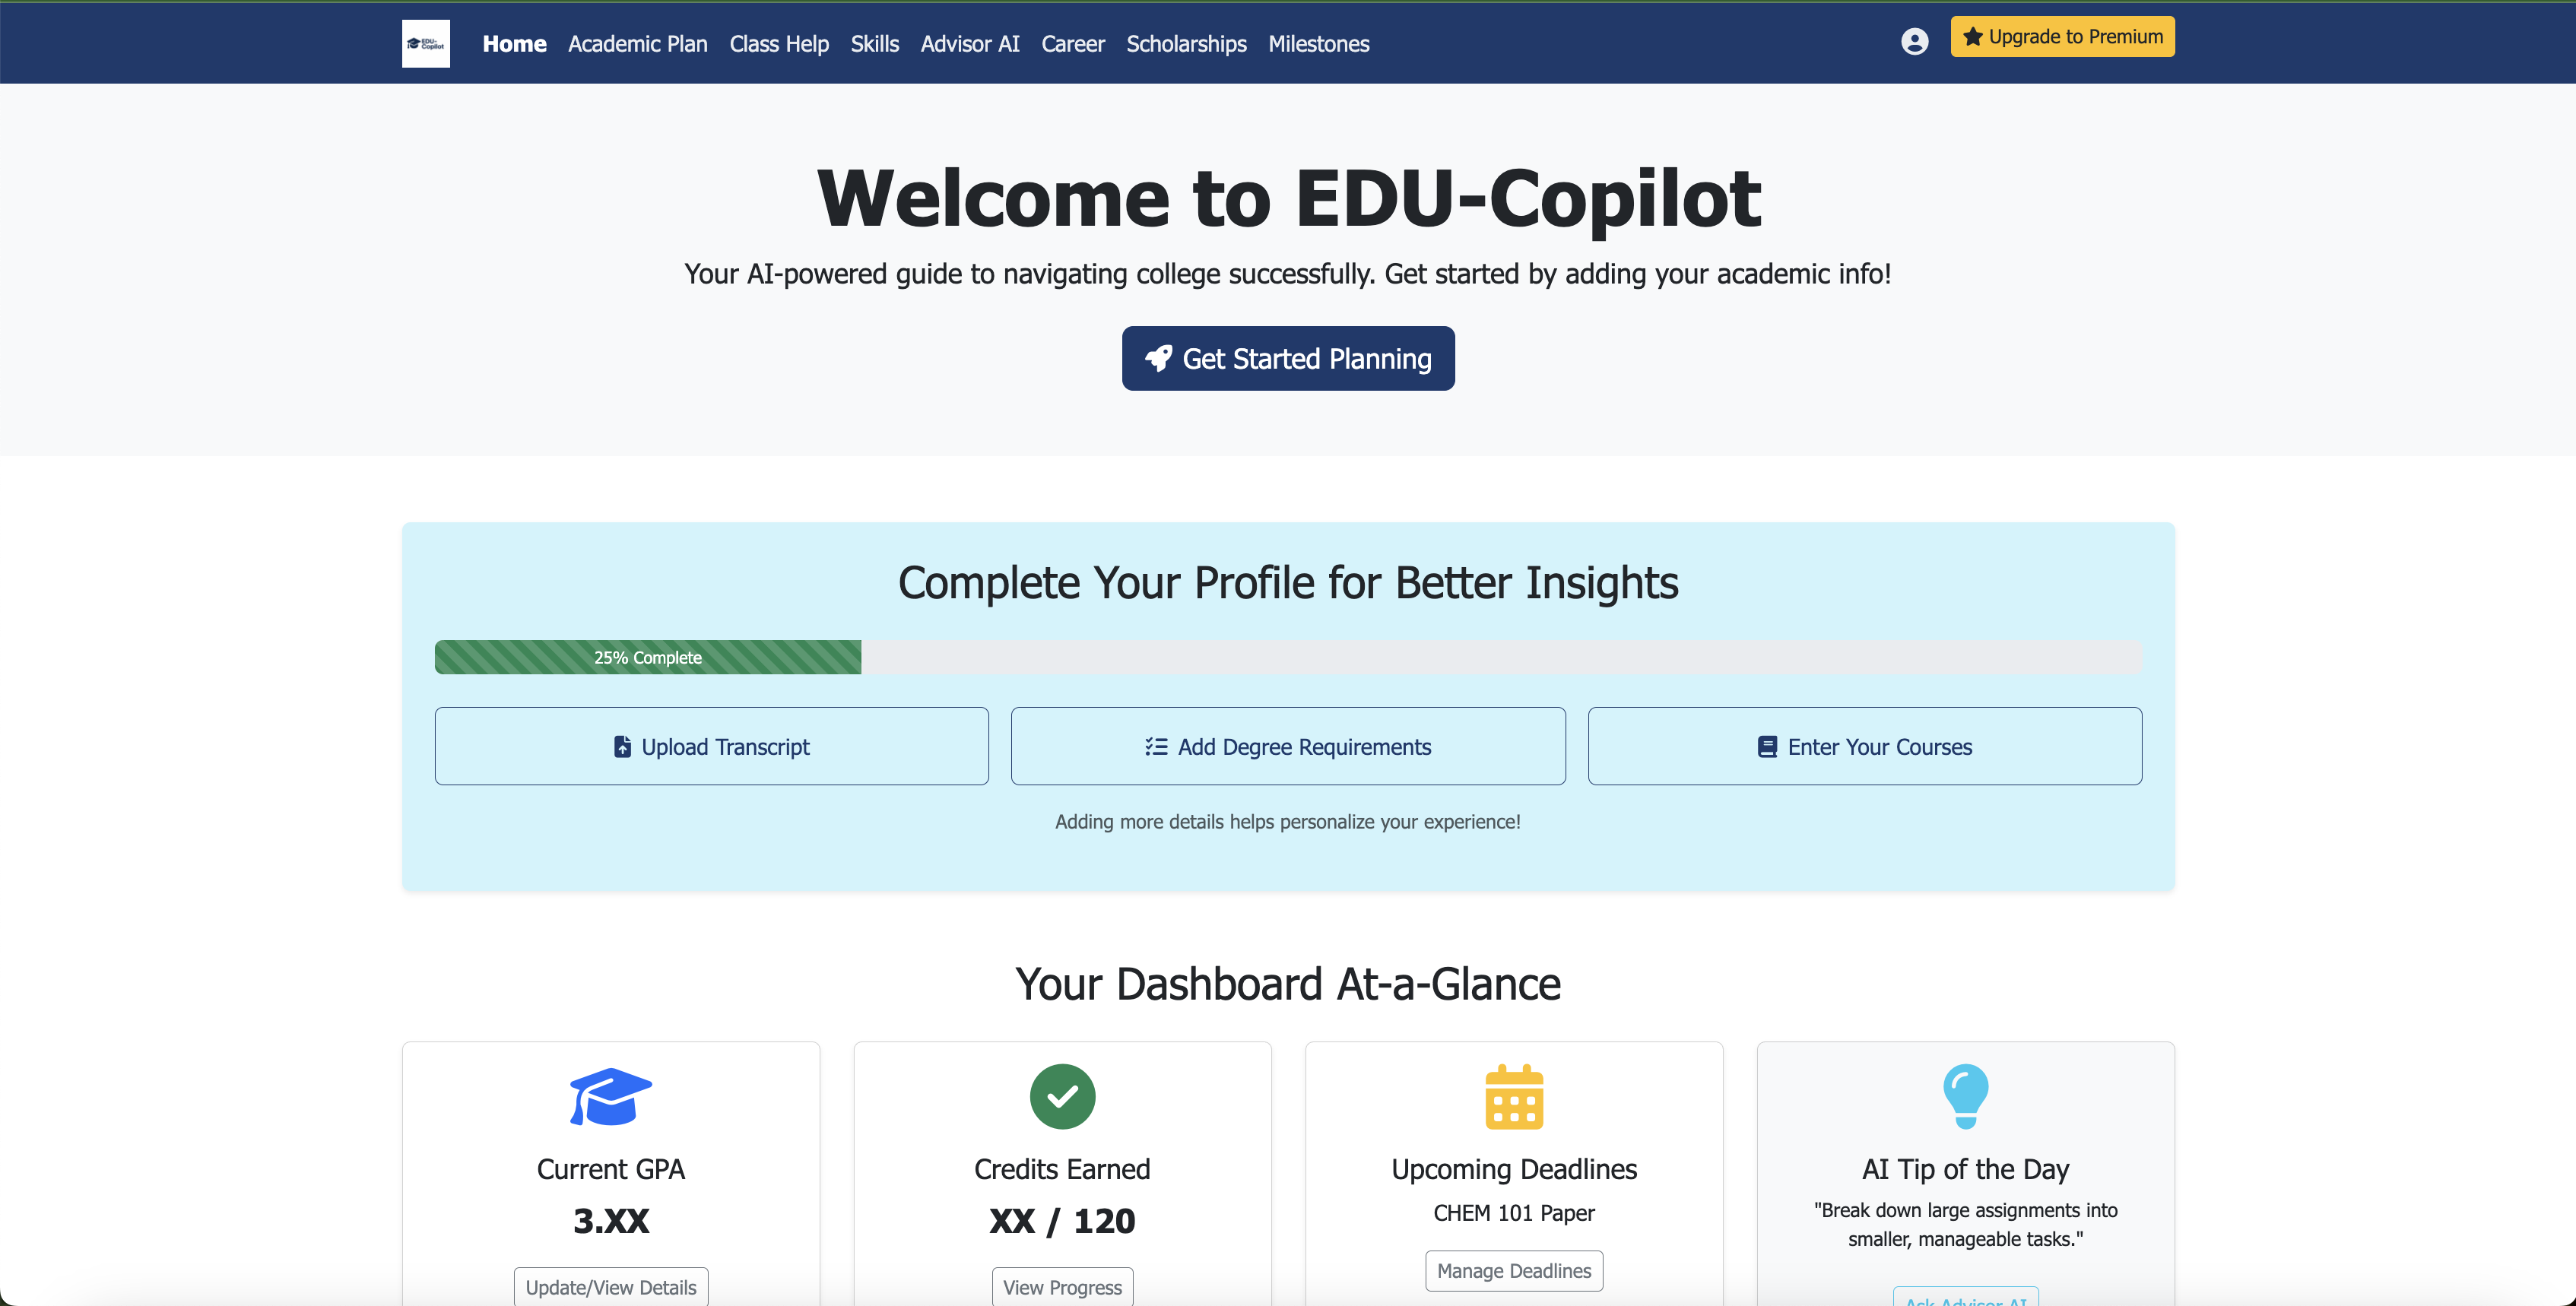 EDU-Copilot
Home Academic Plan Class Help Skills Advisor AI Career Scholarships Milestones
Upgrade to Premium
Welcome to EDU-Copilot
Your AI-powered guide to navigating college successfully. Get started by adding your academic info!
Get Started Planning
Complete Your Profile for Better Insights
25% Complete
Upload Transcript
Add Degree Requirements
Enter Your Courses
Adding more details helps personalize your experience!
Your Dashboard At-a-Glance
Current GPA
3.XX
Update/View Details
Credits Earned
XX / 120
View Progress
Upcoming Deadlines
CHEM 101 Paper
Manage Deadlines
AI Tip of the Day
"Break down large assignments into
smaller, manageable tasks."
Ask Advisor AI